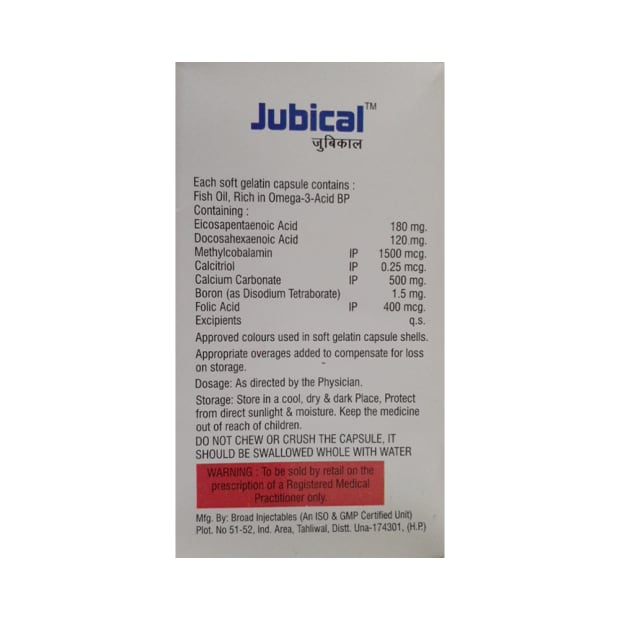 Jubical™
जुबिकाल
Each soft gelatin capsule contains :
Fish Oil, Rich in Omega-3-Acid BP
Containing :
Eicosapentaenoic Acid 180 mg.
Docosahexaenoic Acid 120 mg.
Methylcobalamin IP 1500 mcg.
Calcitriol IP 0.25 mcg.
Calcium Carbonate IP 500 mg.
Boron (as Disodium Tetraborate) 1.5 mg.
Folic Acid IP 400 mcg.
Excipients q.s.
Approved colours used in soft gelatin capsule shells.
Appropriate overages added to compensate for loss
on storage.
Dosage: As directed by the Physician.
Storage: Store in a cool, dry & dark Place, Protect
from direct sunlight & moisture. Keep the medicine
out of reach of children.
DO NOT CHEW OR CRUSH THE CAPSULE, IT
SHOULD BE SWALLOWED WHOLE WITH WATER
WARNING : To be sold by retail on the
prescription of a Registered Medical
Practitioner only.
Mfg. By: Broad Injectables (An ISO & GMP Certified Unit)
Plot. No 51-52, Ind. Area, Tahliwal, Distt. Una-174301, (H.P.)